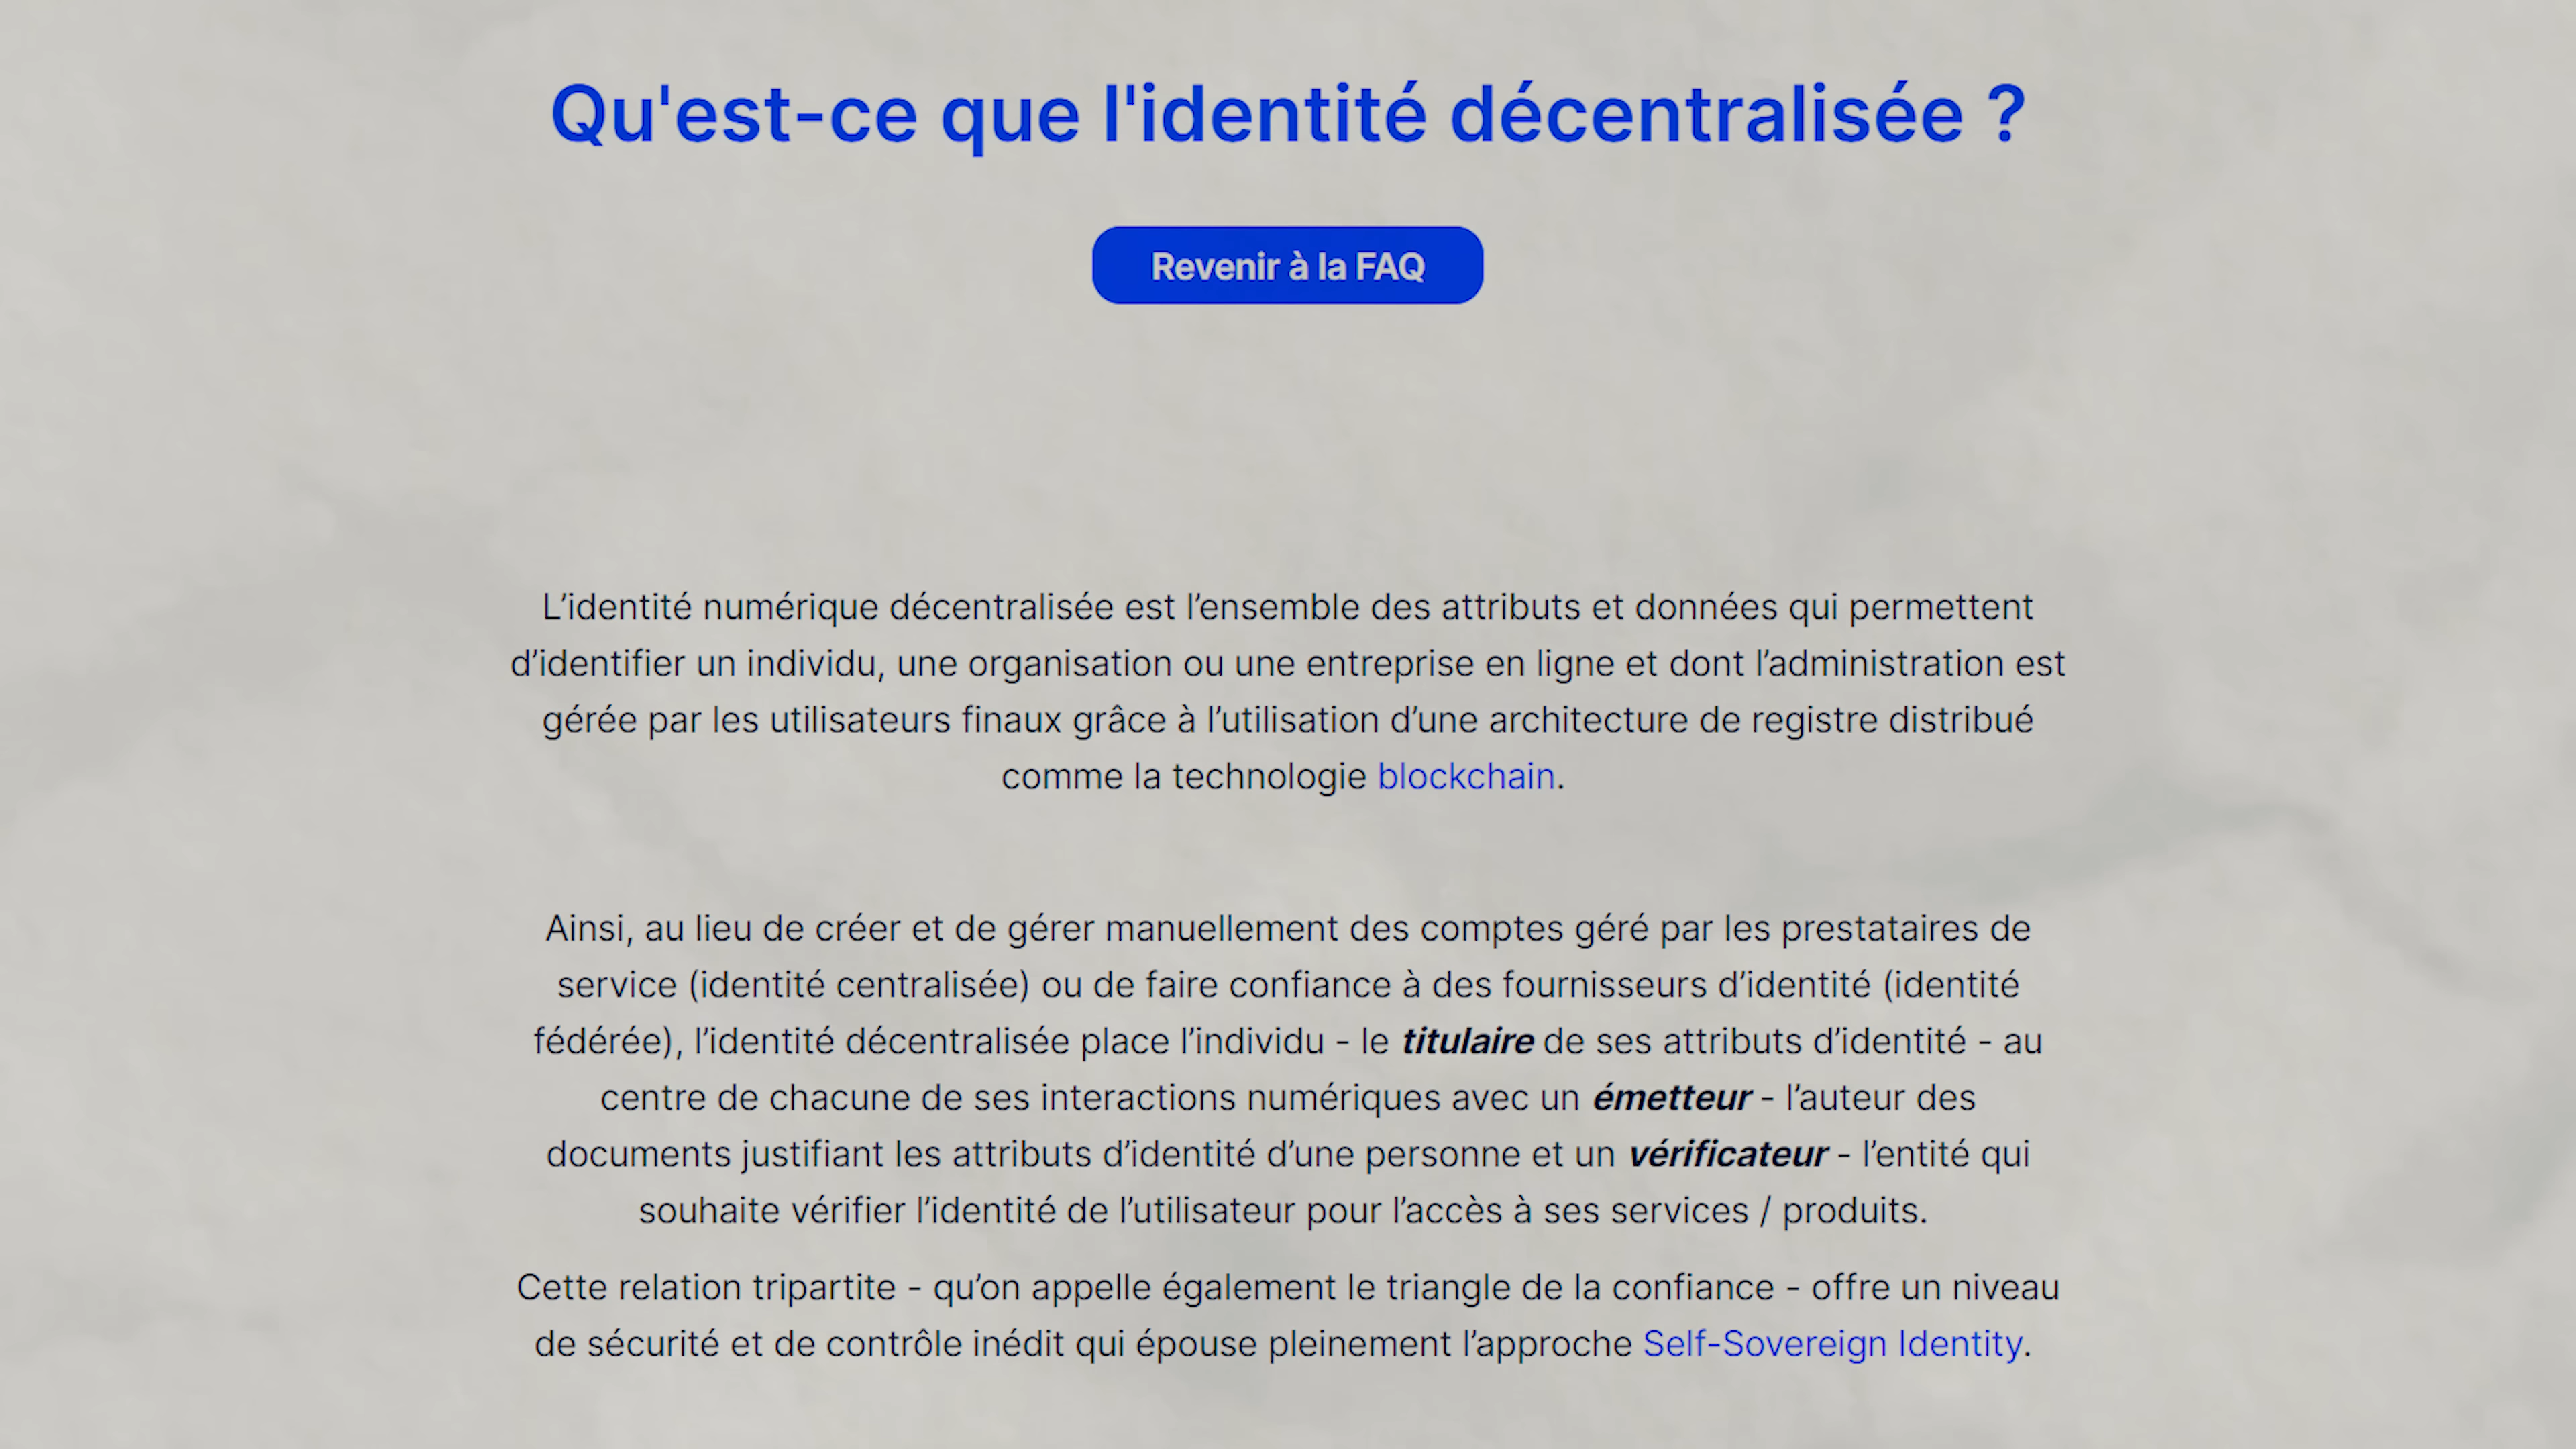 Qu'est-ce que l'identité décentralisée ?
Revenir à la FAQ
L’identité numérique décentralisée est l’ensemble des attributs et données qui permettent
d’identifier un individu, une organisation ou une entreprise en ligne et dont l’administration est
gérée par les utilisateurs finaux grâce à l’utilisation d’une architecture de registre distribué
comme la technologie blockchain.
Ainsi, au lieu de créer et de gérer manuellement des comptes géré par les prestataires de
service (identité centralisée) ou de faire confiance à des fournisseurs d’identité (identité
fédérée), l’identité décentralisée place l’individu - le titulaire de ses attributs d’identité - au
centre de chacune de ses interactions numériques avec un émetteur - l’auteur des
documents justifiant les attributs d’identité d’une personne et un vérificateur - l’entité qui
souhaite vérifier l’identité de l’utilisateur pour l’accès à ses services / produits.
Cette relation tripartite - qu’on appelle également le triangle de la confiance - offre un niveau
de sécurité et de contrôle inédit qui épouse pleinement l’approche Self-Sovereign Identity.